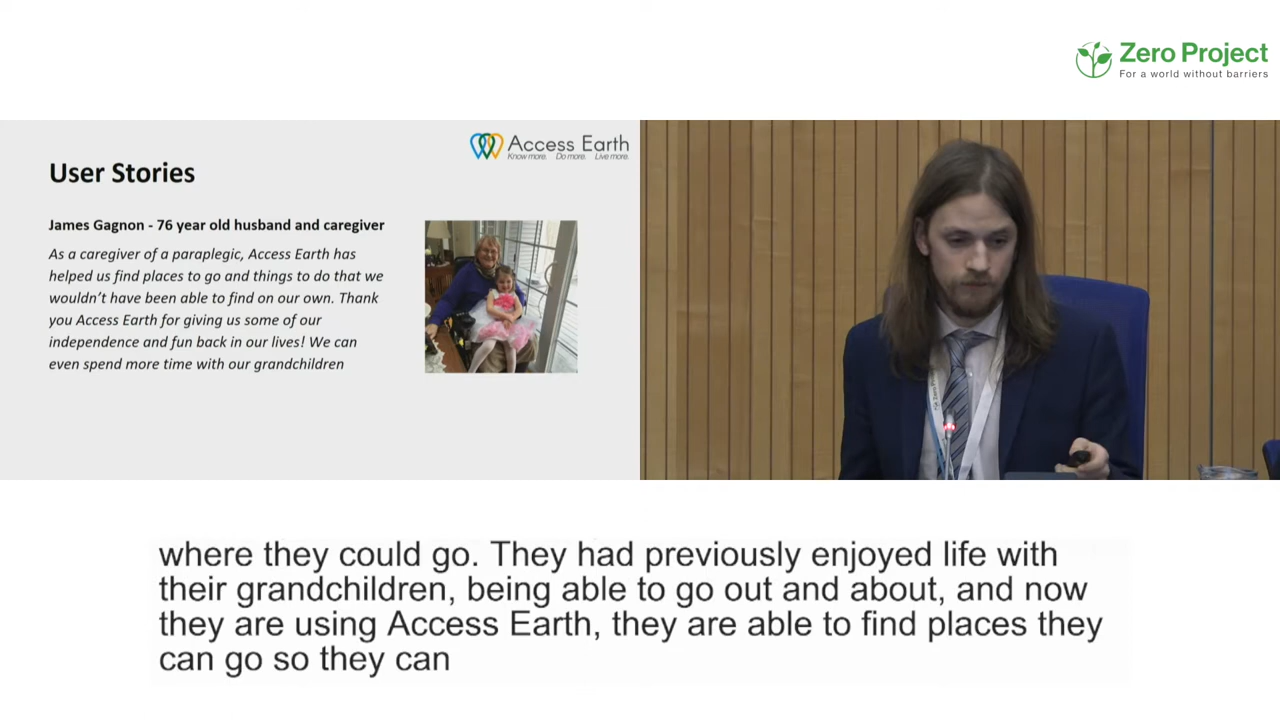 Zero Project
For a world without barriers
Access Earth
Know more. Do more. Live more.
User Stories
James Gagnon - 76 year old husband and caregiver
As a caregiver of a paraplegic, Access Earth has
helped us find places to go and things to do that we
wouldn't have been able to find on our own. Thank
you Access Earth for giving us some of our
independence and fun back in our lives! We can
even spend more time with our grandchildren
where they could go. They had previously enjoyed life with
their grandchildren, being able to go out and about, and now
they are using Access Earth, they are able to find places they
can go so they can